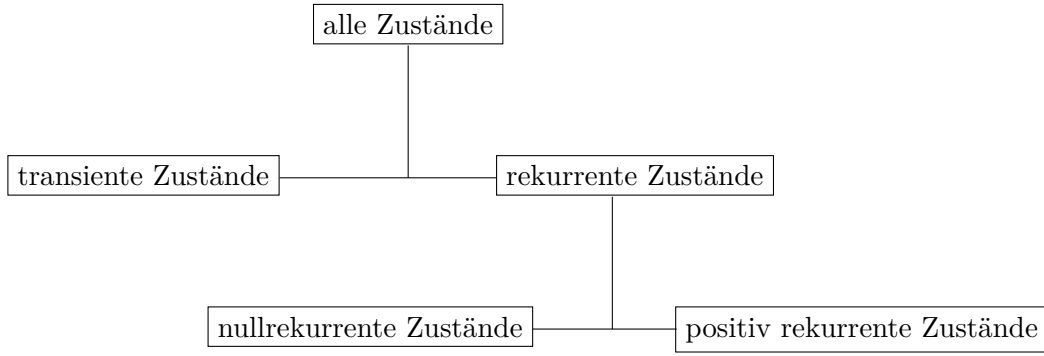 alle Zustände
transiente Zustände
rekurrente Zustände
nullrekurrente Zustände
positiv rekurrente Zustände